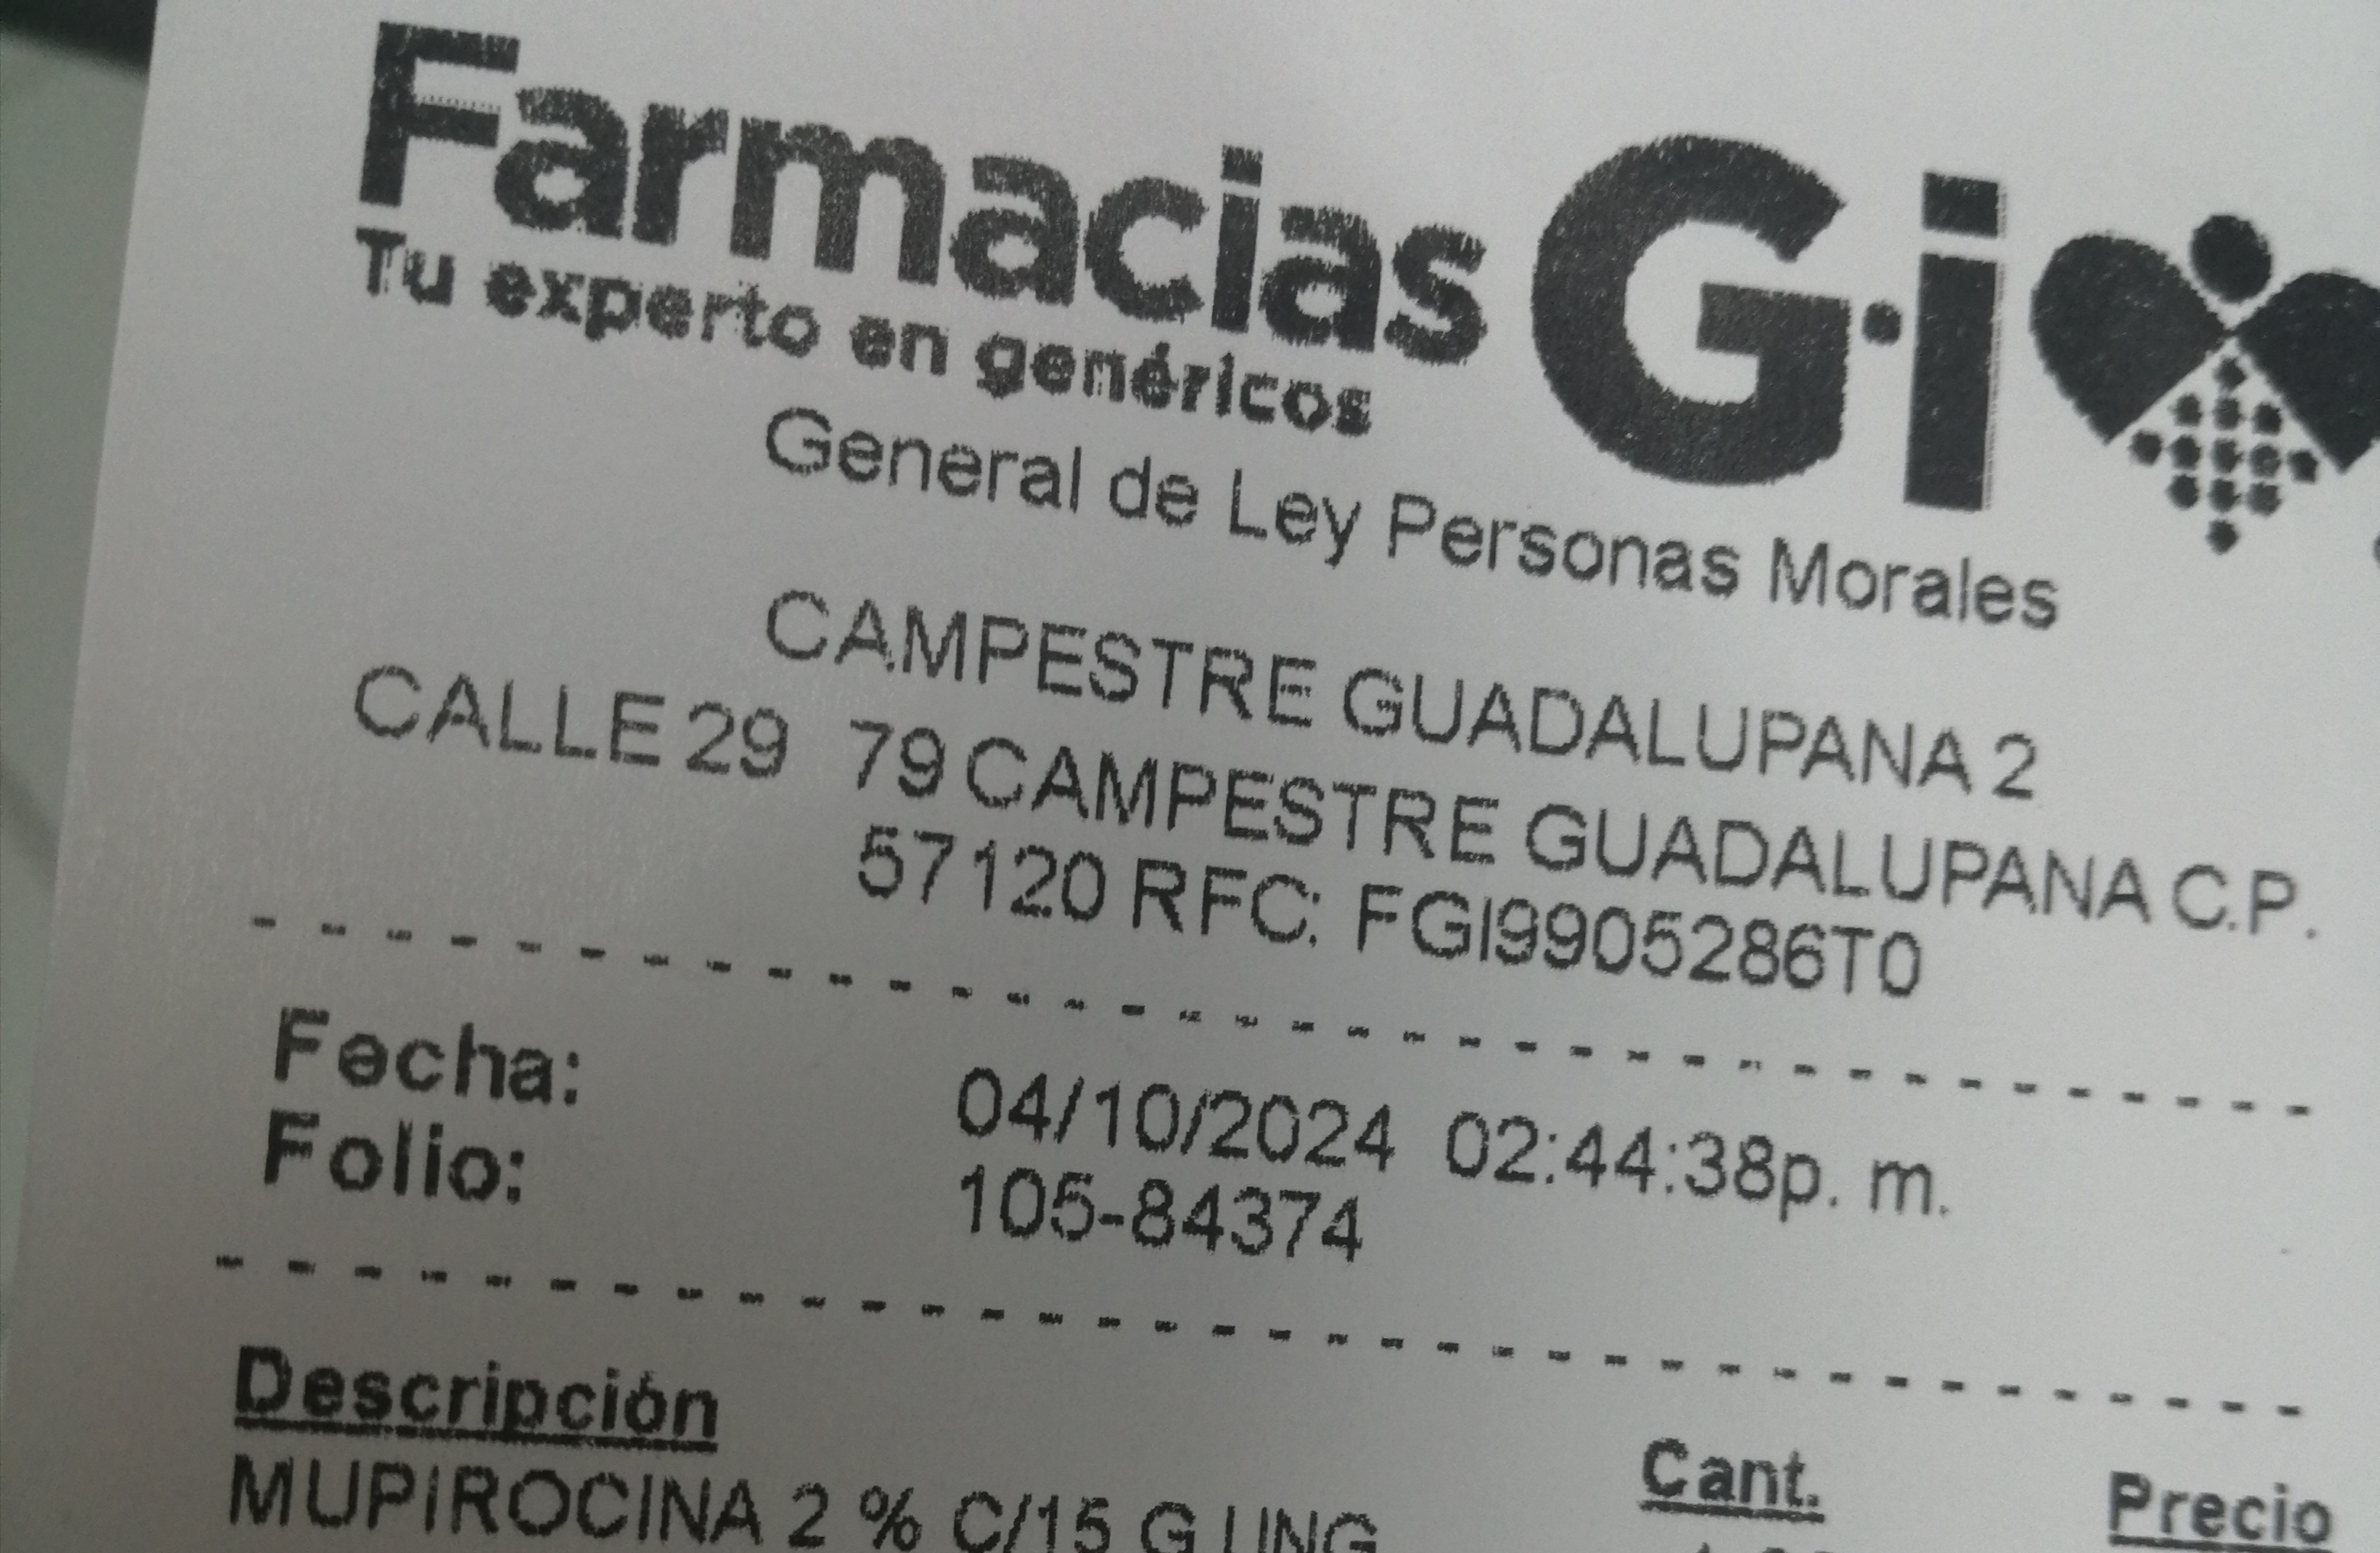 Farmacias G·i
Tu experto en genéricos
General de Ley Personas Morales
CAMPESTRE GUADALUPANA 2
CALLE 29 79 CAMPESTRE GUADALUPANA C.P.
57120 RFC: FGI9905286T0
Fecha: 04/10/2024 02:44:38p. m.
Folio: 105-84374
Descripción Cant. Precio
MUPIROCINA 2 % C/15 G UNG